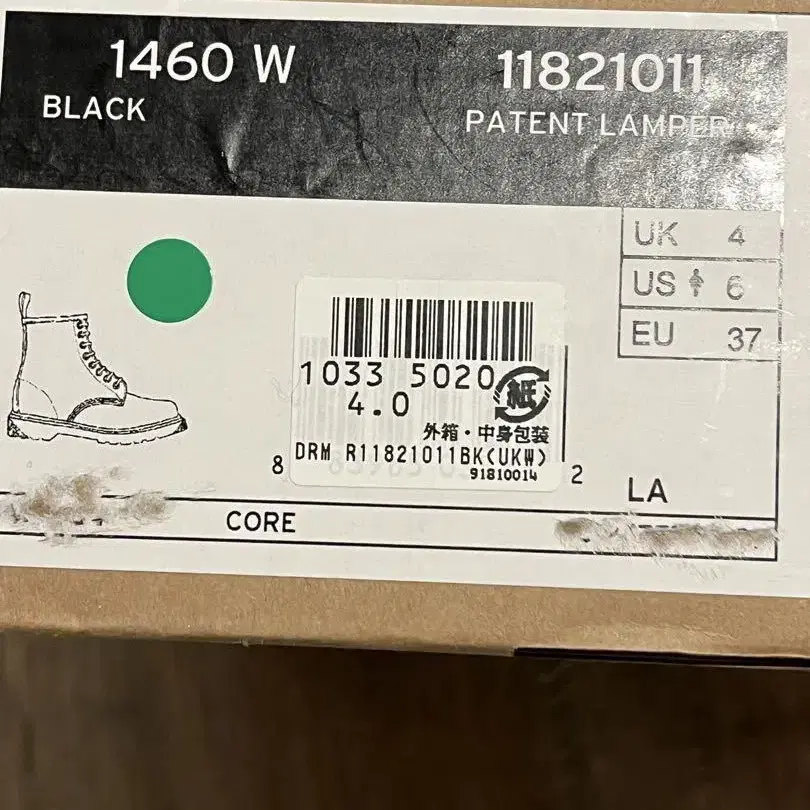 1460 W
11821011
BLACK
PATENT LAMPER
UK 4
US 6
EU 37
1033 5020
4.0
紙
外箱・中身包装
DRM R11821011BK(UKW)
91810014
8
2
LA
CORE